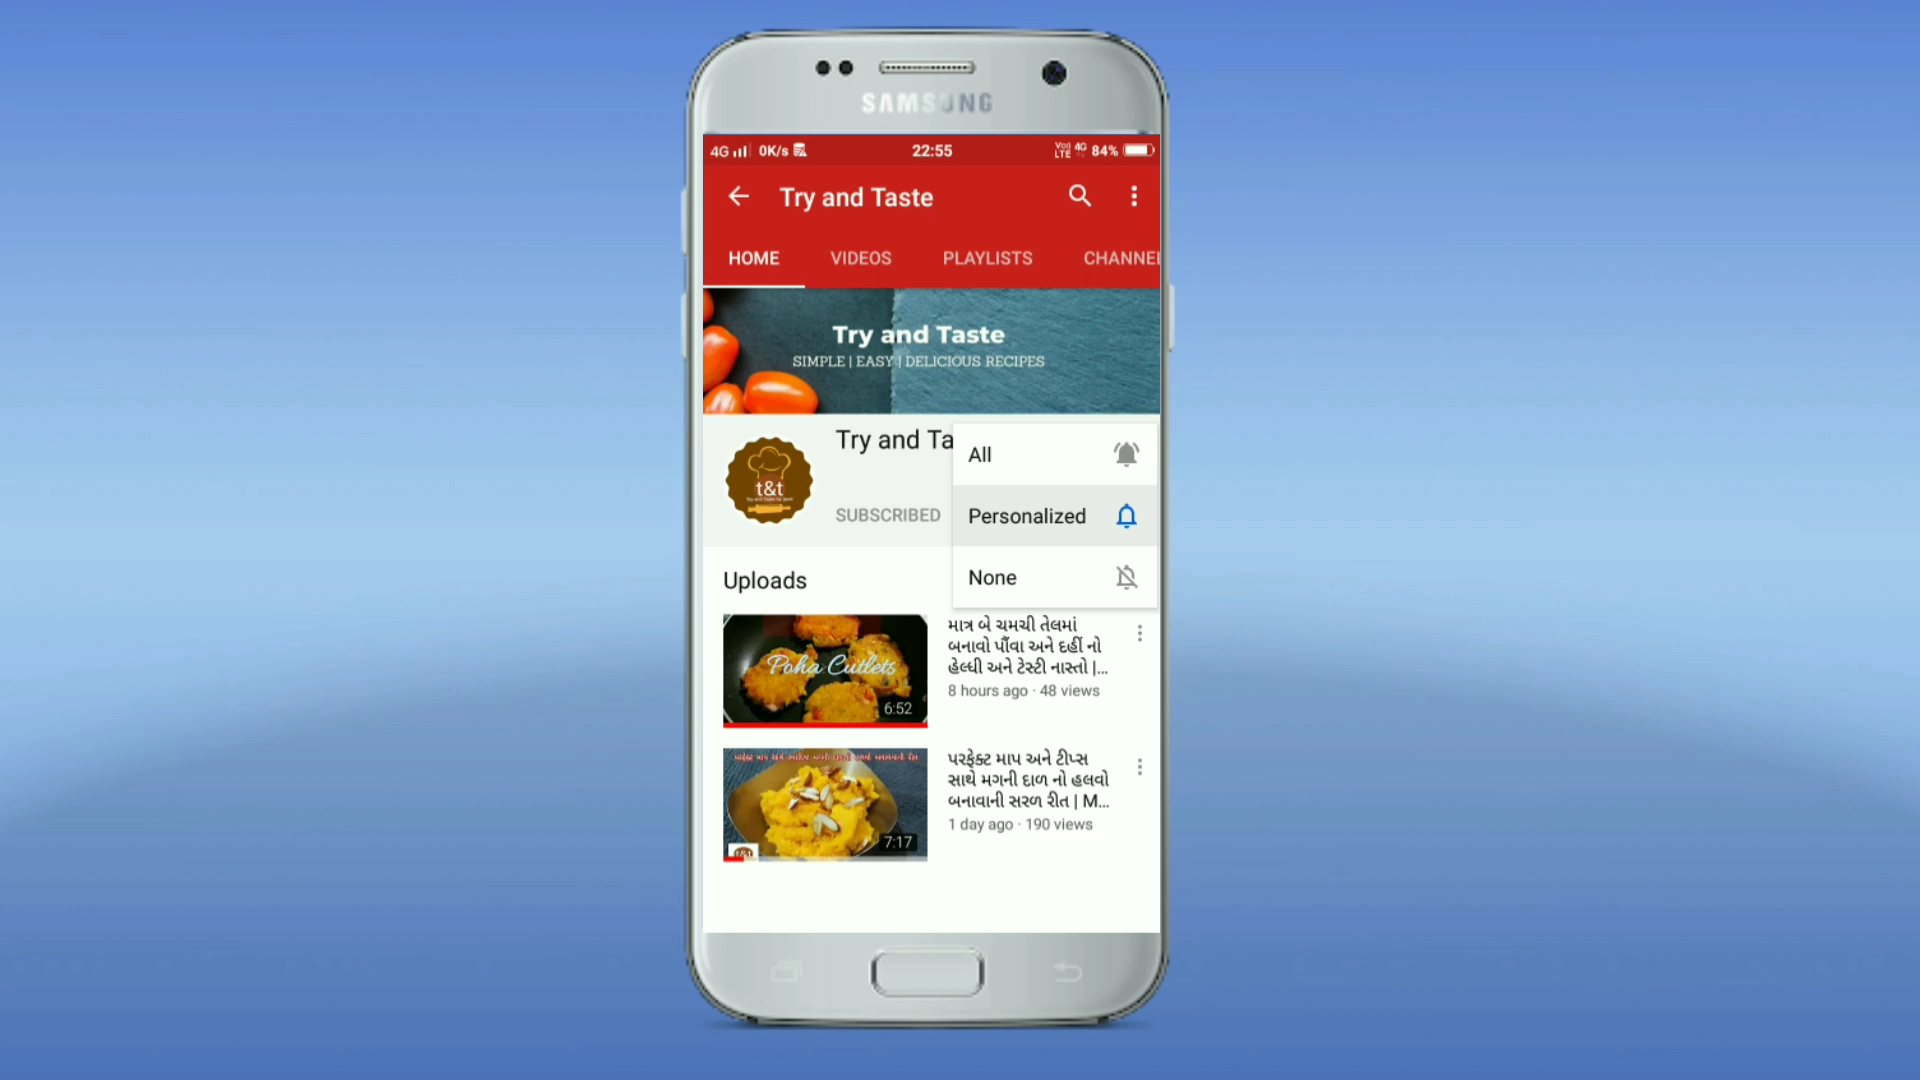 SAMSUNG
4G 0K/s 22:55 VoLTE 4G 84%
Try and Taste
HOME VIDEOS PLAYLISTS CHANNEL
Try and Taste
SIMPLE | EASY | DELICIOUS RECIPES
Try and Ta
t&t
SUBSCRIBED
All
Personalized
None
Uploads
Poha Cutlets
6:52
માત્ર બે ચમચી તેલમાં
બનાવો પૌંવા અને દહીં નો
હેલ્ધી અને ટેસ્ટી નાસ્તો |...
8 hours ago · 48 views
7:17
t&t
પરફેક્ટ માપ અને ટીપ્સ
સાથે મગની દાળ નો હલવો
બનાવાની સરળ રીત | M...
1 day ago · 190 views